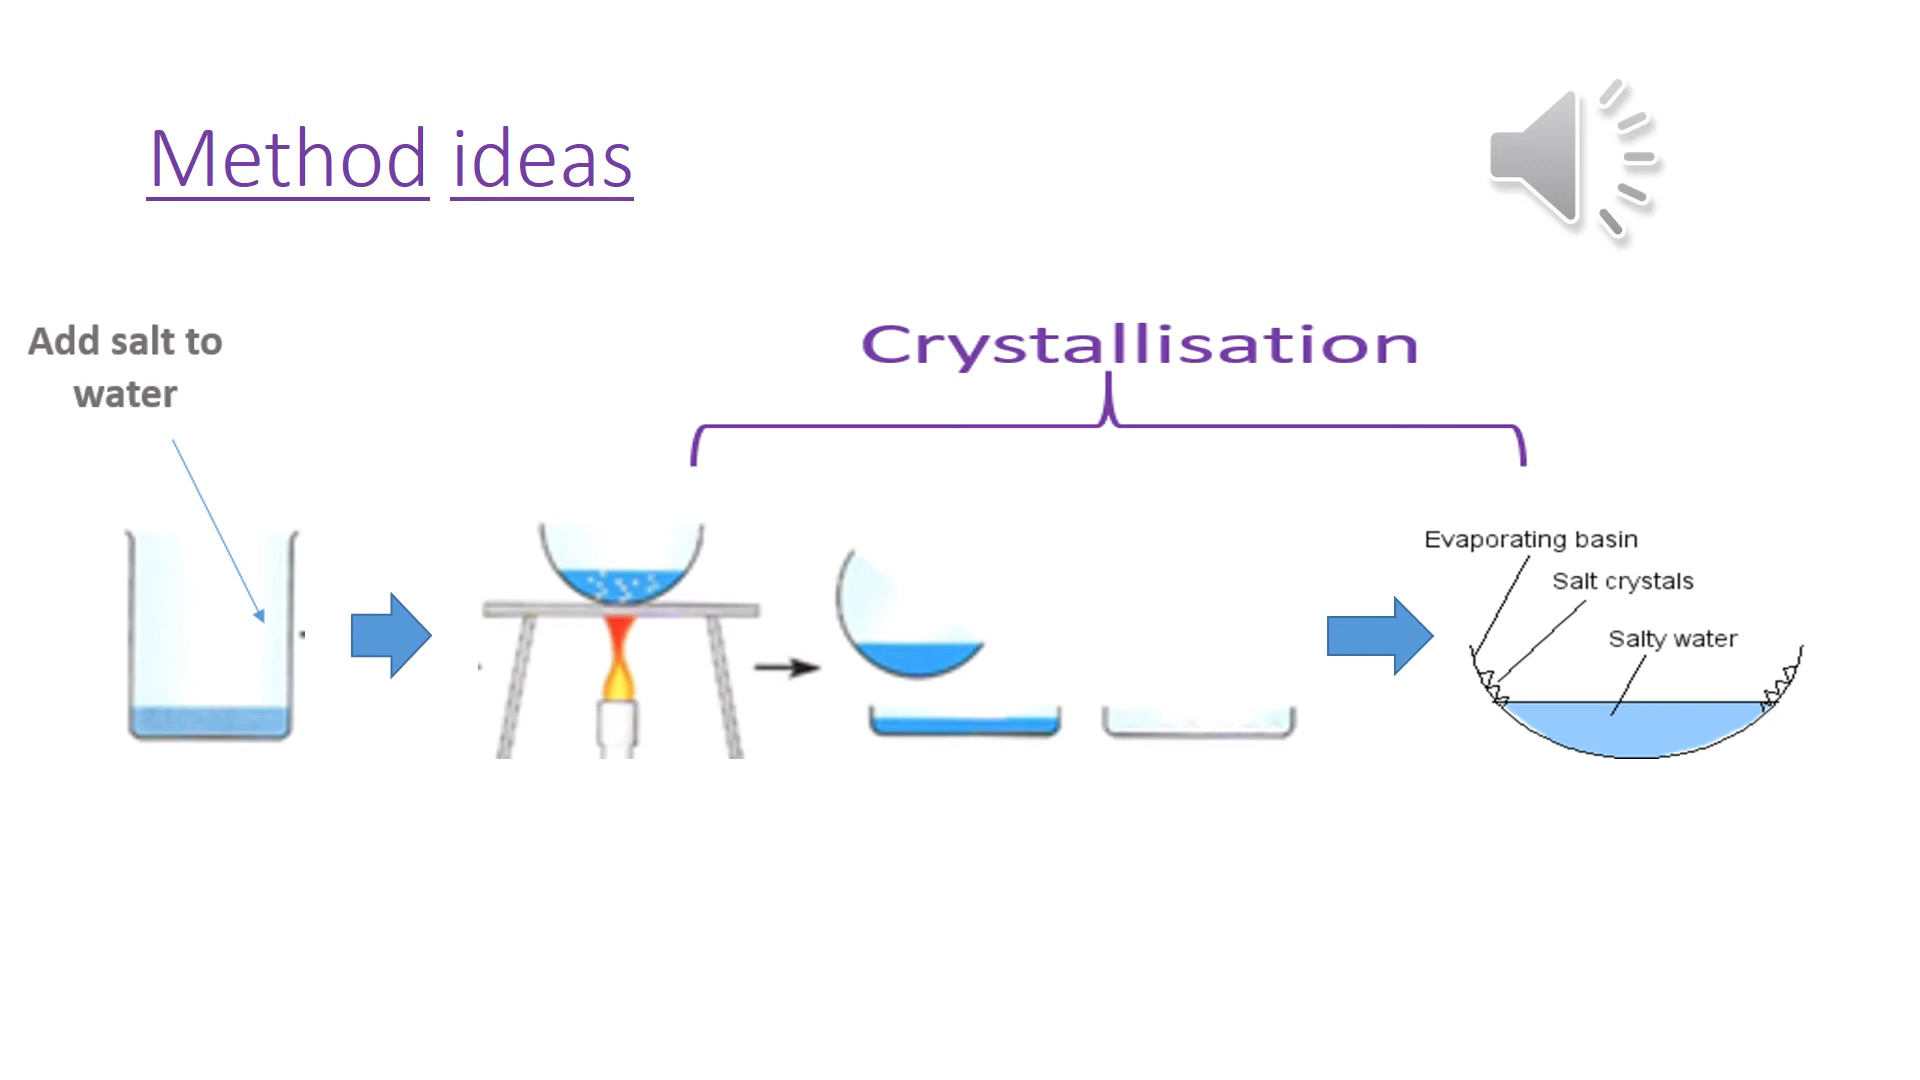 Method ideas
Add salt to
water
Crystallisation
Evaporating basin
Salt crystals
Salty water